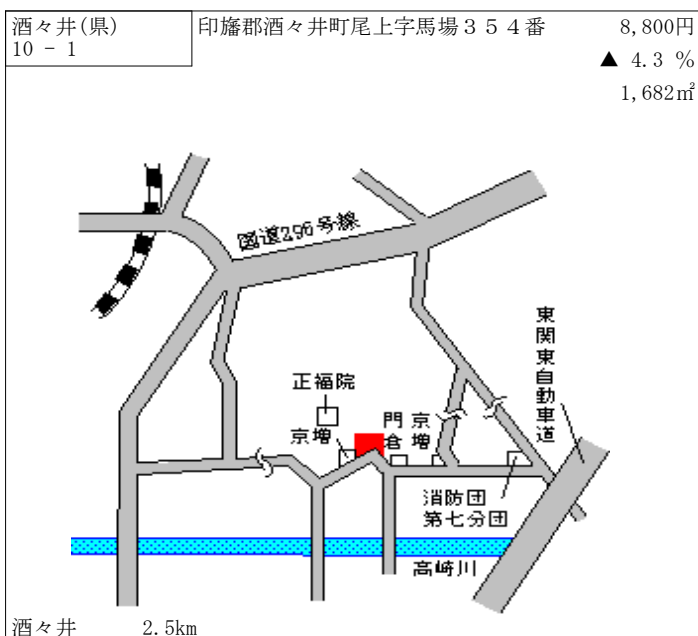 酒々井(県)
10 - 1
印旛郡酒々井町尾上字馬場３５４番
8,800円
▲ 4.3 %
1,682㎡
国道296号線
東関東自動車道
正福院
京増
門倉
京増
消防団
第七分団
高崎川
酒々井 2.5km